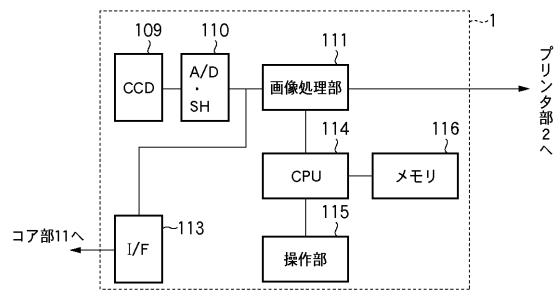 109
110
111
1
CCD
A/D
・
SH
画像処理部
プリンタ部2へ
114
116
CPU
メモリ
コア部11へ
I/F
113
115
操作部